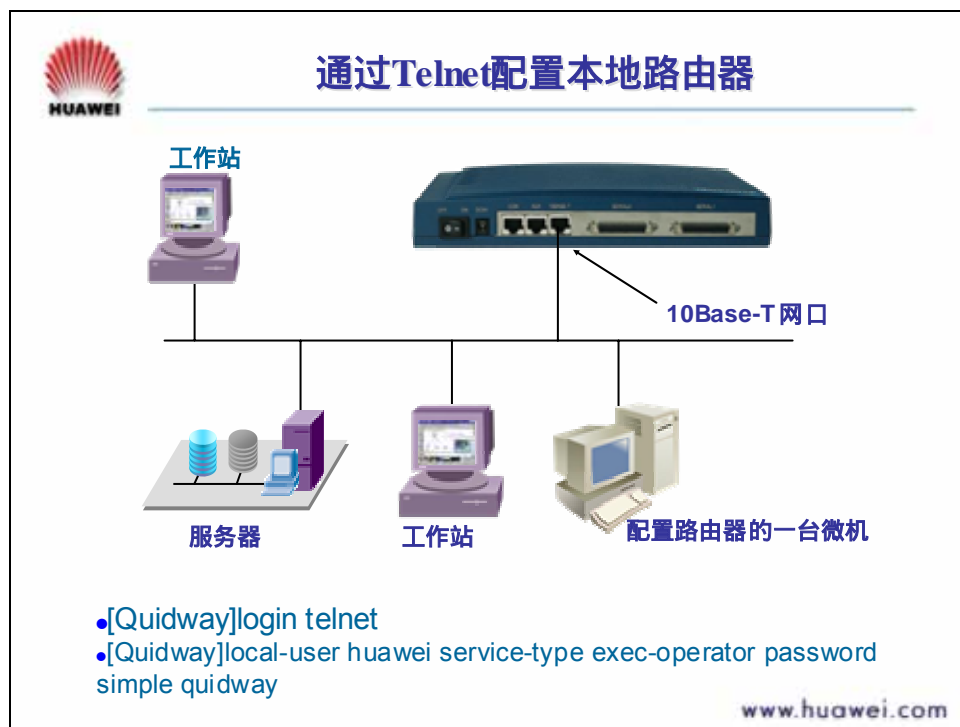 通过Telnet配置本地路由器
HUAWEI
工作站
10Base-T 网口
服务器
工作站
配置路由器的一台微机
●[Quidway]login telnet
●[Quidway]local-user huawei service-type exec-operator password
simple quidway
www.huawei.com